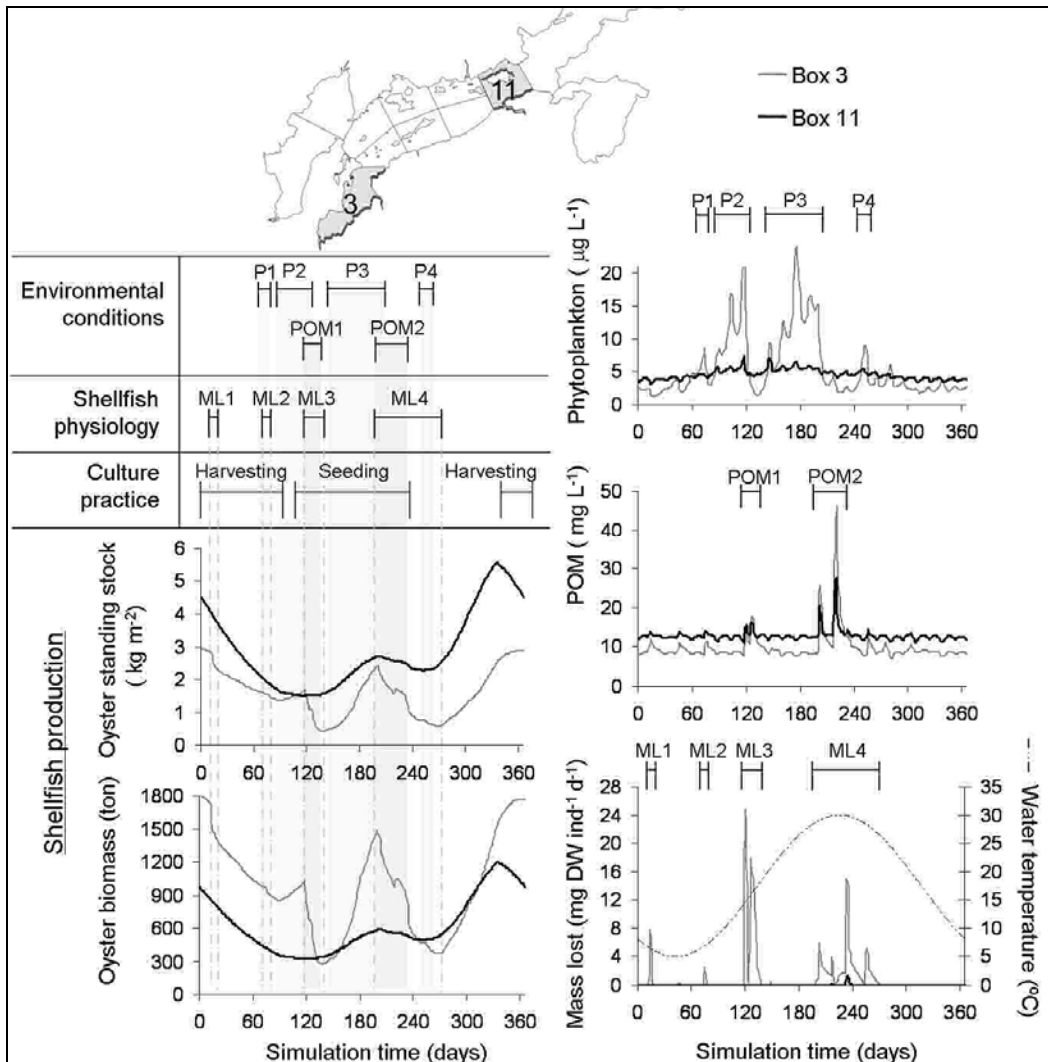 11
3
Box 3
Box 11
Environmental conditions
P1 P2 P3 P4
POM1 POM2
Shellfish physiology
ML1 ML2 ML3 ML4
Culture practice
Harvesting Seeding Harvesting
Shellfish production
Oyster standing stock ( kg m-2)
6
5
4
3
2
1
0
0 60 120 180 240 300 360
Oyster biomass (ton)
1800
1500
1200
900
600
300
0
0 60 120 180 240 300 360
Simulation time (days)
P1 P2 P3 P4
Phytoplankton ( µg L-1)
20
15
10
5
0
0 60 120 180 240 300 360
POM1 POM2
POM ( mg L-1)
50
40
30
20
10
0
0 60 120 180 240 300 360
ML1 ML2 ML3 ML4
Mass lost (mg DW ind-1 d-1)
28
24
20
16
12
8
4
0
35
30
25
20
15
10
5
0
Water temperature (ºC)
0 60 120 180 240 300 360
Simulation time (days)